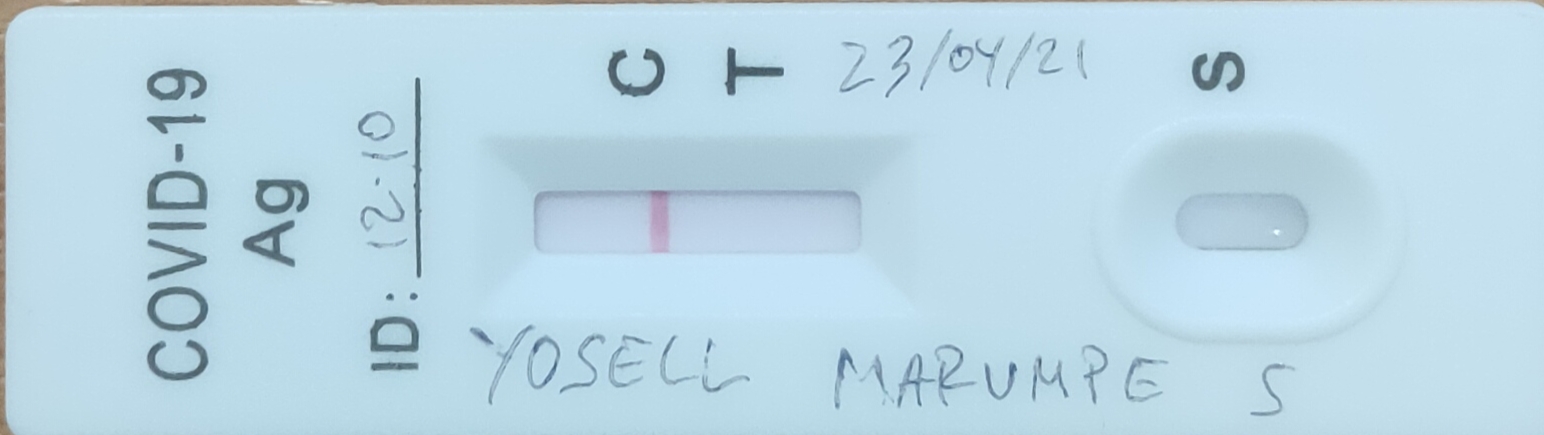 COVID-19
Ag
ID: 12-10
C T 23/04/21 S
YOSELL MARUMPE S